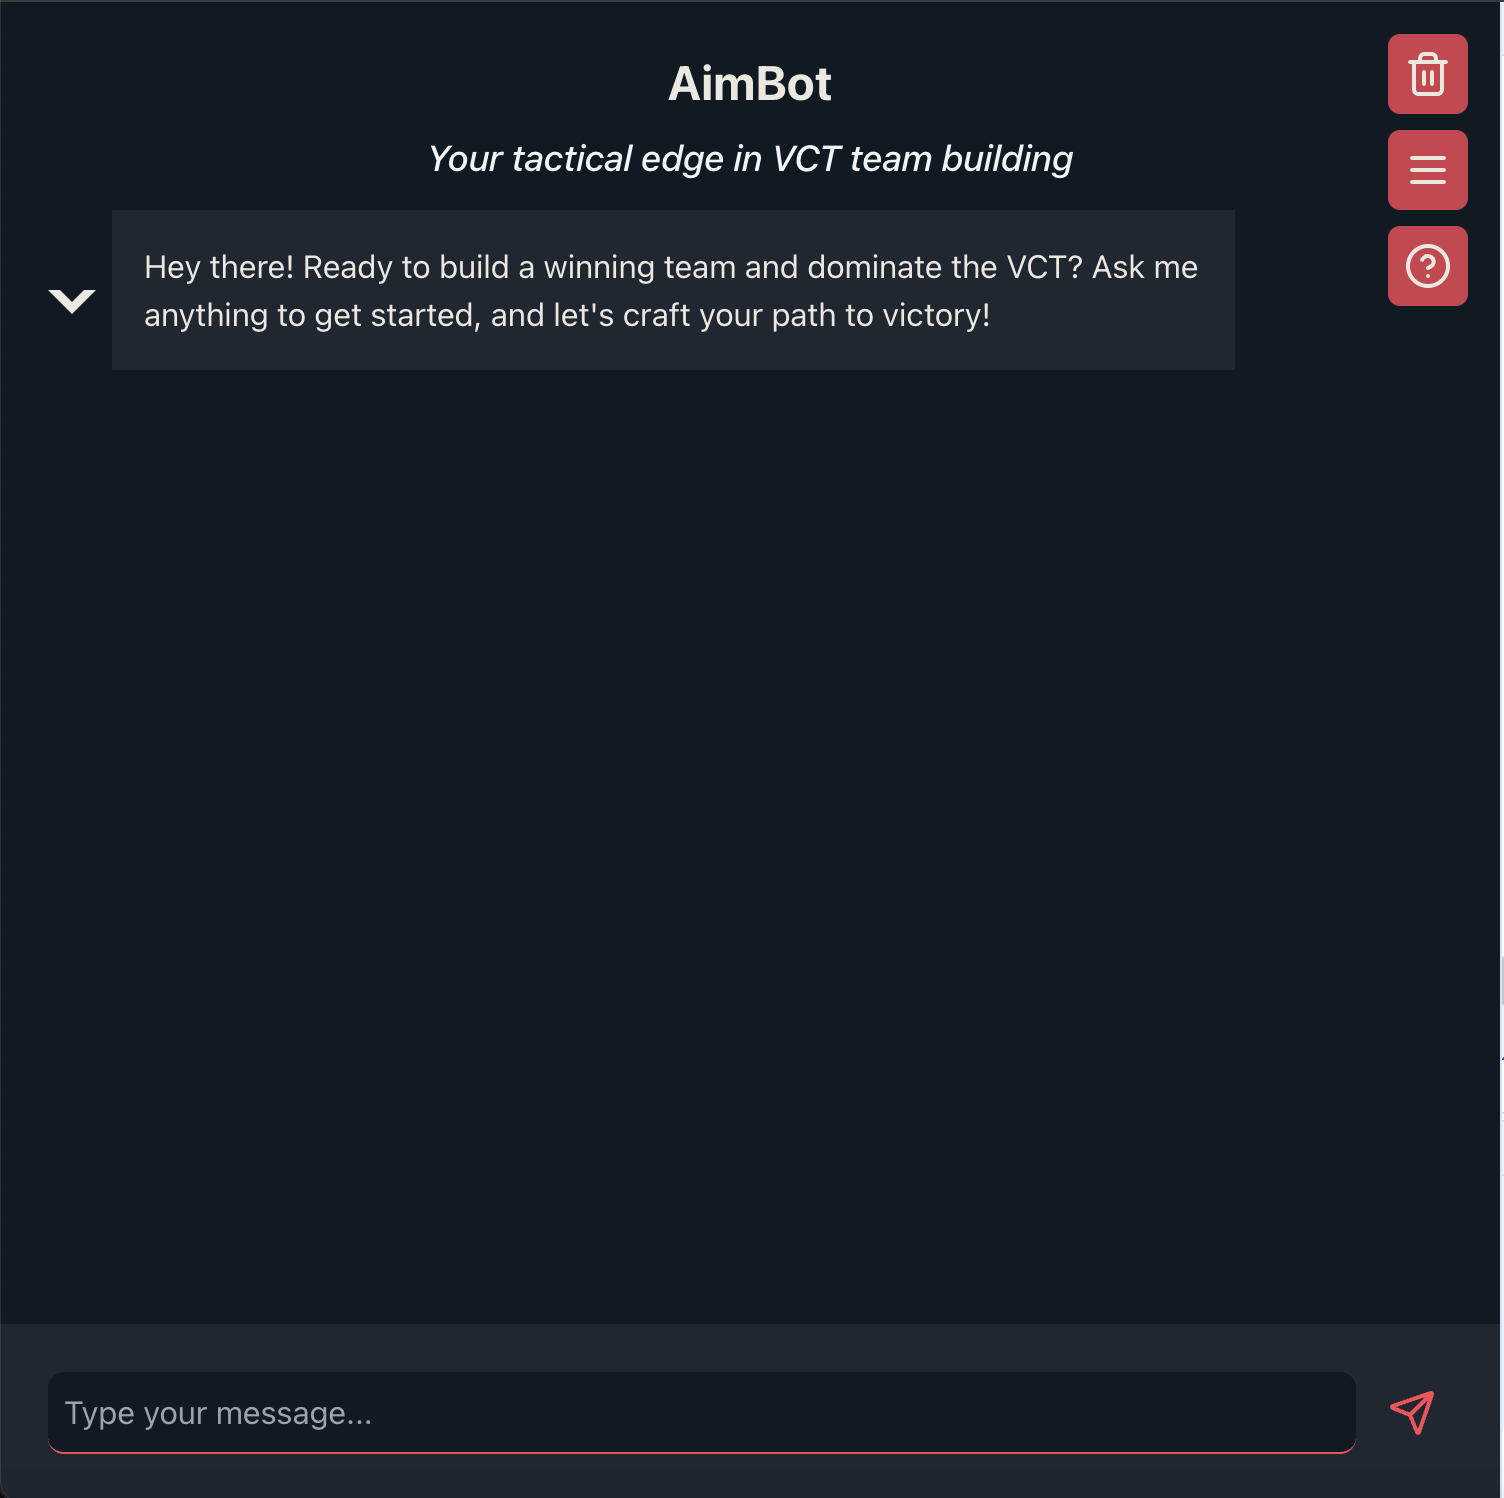 AimBot
Your tactical edge in VCT team building
Hey there! Ready to build a winning team and dominate the VCT? Ask me
anything to get started, and let's craft your path to victory!
Type your message...